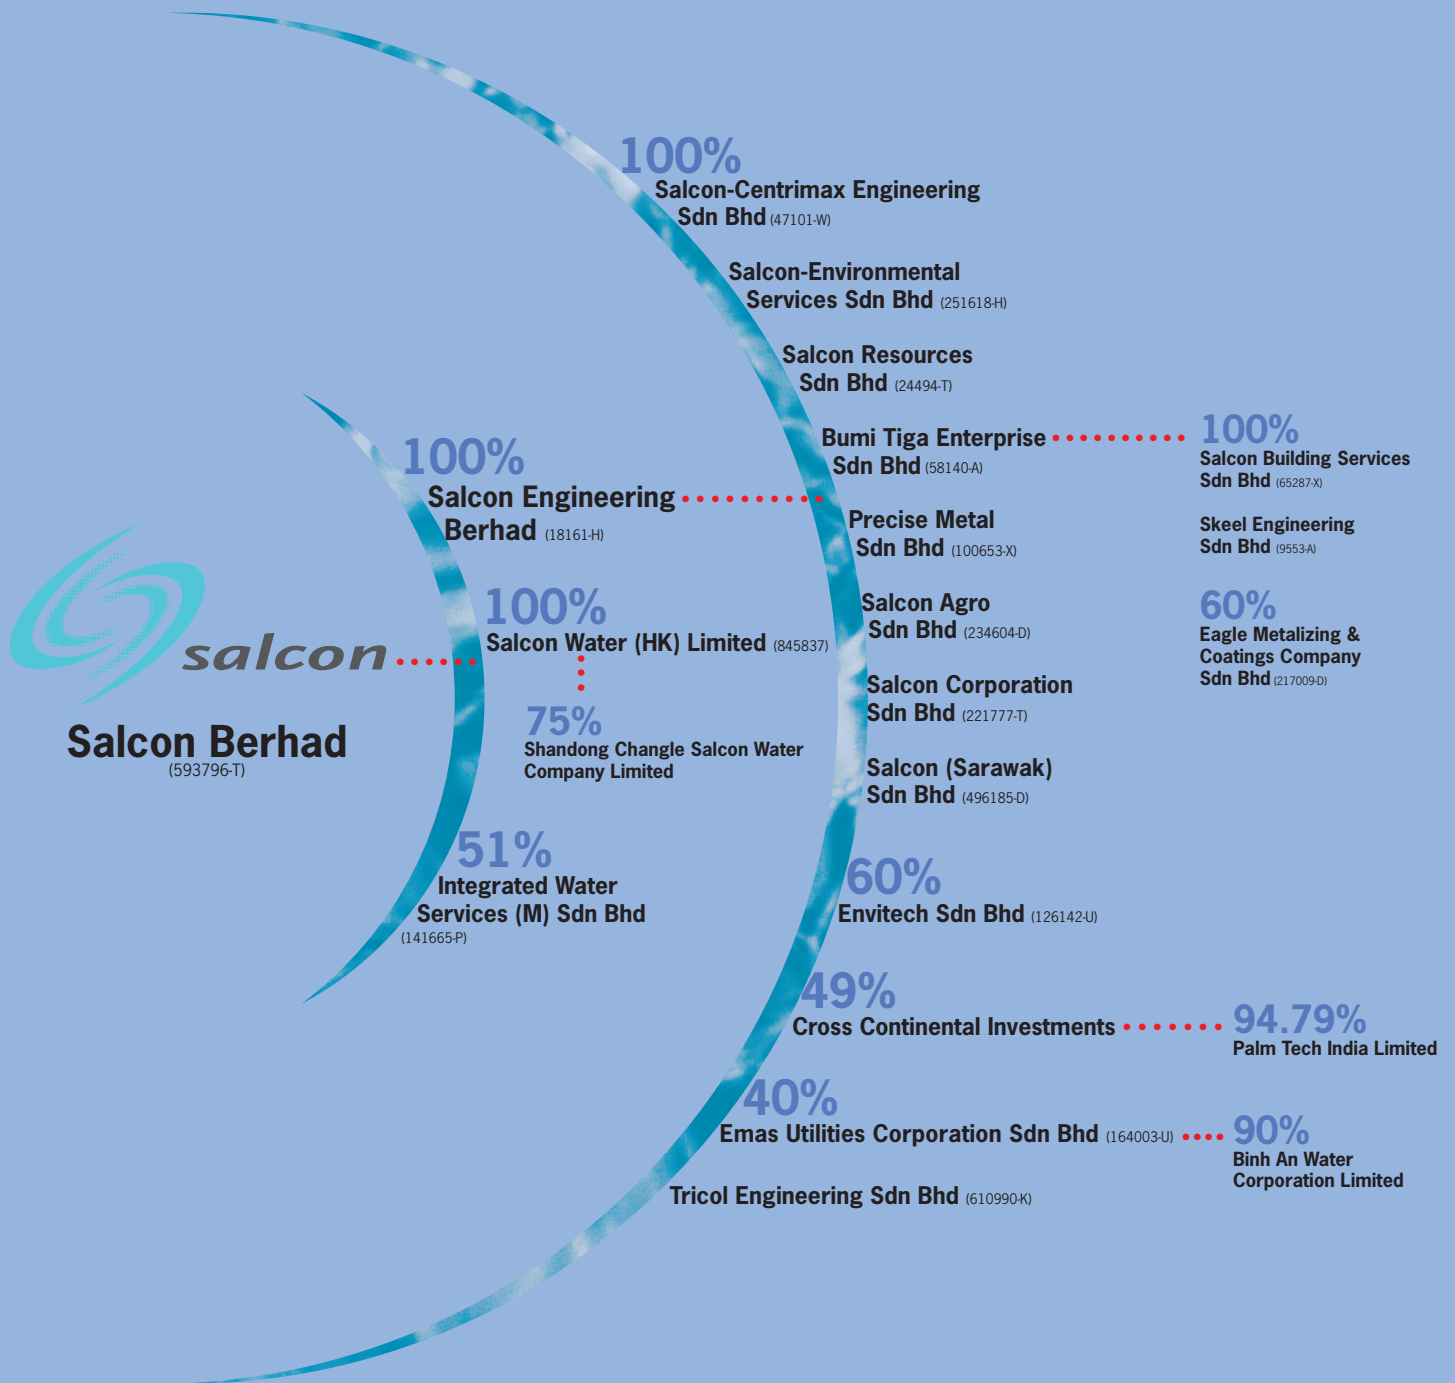 salcon
Salcon Berhad
(593796-T)
100%
Salcon Engineering
Berhad (18161-H)
100%
Salcon Water (HK) Limited (845837)
75%
Shandong Changle Salcon Water
Company Limited
51%
Integrated Water
Services (M) Sdn Bhd
(141665-P)
100%
Salcon-Centrimax Engineering
Sdn Bhd (47101-W)
Salcon-Environmental
Services Sdn Bhd (251618-H)
Salcon Resources
Sdn Bhd (24494-T)
Bumi Tiga Enterprise
Sdn Bhd (58140-A)
Precise Metal
Sdn Bhd (100653-X)
Salcon Agro
Sdn Bhd (234604-D)
Salcon Corporation
Sdn Bhd (221777-T)
Salcon (Sarawak)
Sdn Bhd (496185-D)
60%
Envitech Sdn Bhd (126142-U)
49%
Cross Continental Investments
40%
Emas Utilities Corporation Sdn Bhd (164003-U)
Tricol Engineering Sdn Bhd (610990-K)
100%
Salcon Building Services
Sdn Bhd (65287-X)
Skeel Engineering
Sdn Bhd (9553-A)
60%
Eagle Metalizing &
Coatings Company
Sdn Bhd (217009-D)
94.79%
Palm Tech India Limited
90%
Binh An Water
Corporation Limited